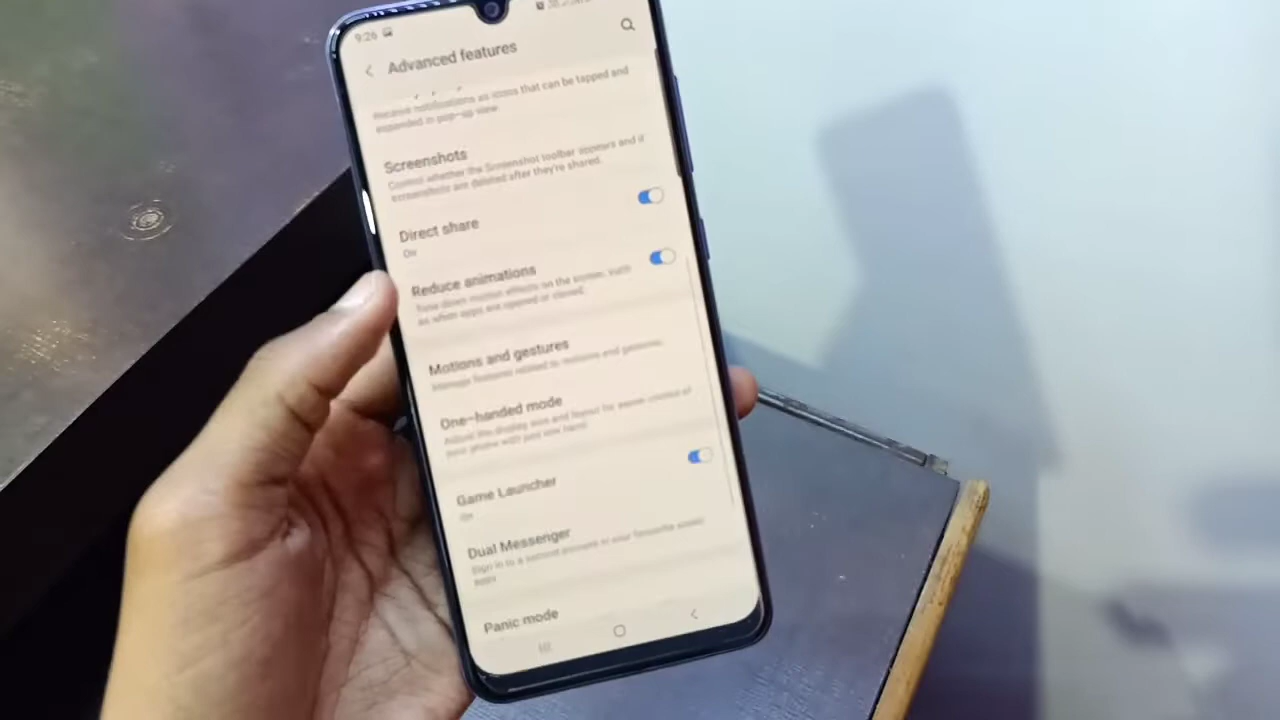 9:26
Advanced features
Receive notifications as icons that can be tapped and
expanded in pop-up view.
Screenshots
Control whether the Screenshot toolbar appears and if
screenshots are deleted after they're shared.
Direct share
On
Reduce animations
Tone down motion effects on the screen, such
as when apps are opened or closed.
Motions and gestures
Manage features related to motions and gestures.
One-handed mode
Adjust the display size and layout for easier control of
your phone with just one hand.
Game Launcher
On
Dual Messenger
Sign in to a second account in your favourite social
apps.
Panic mode